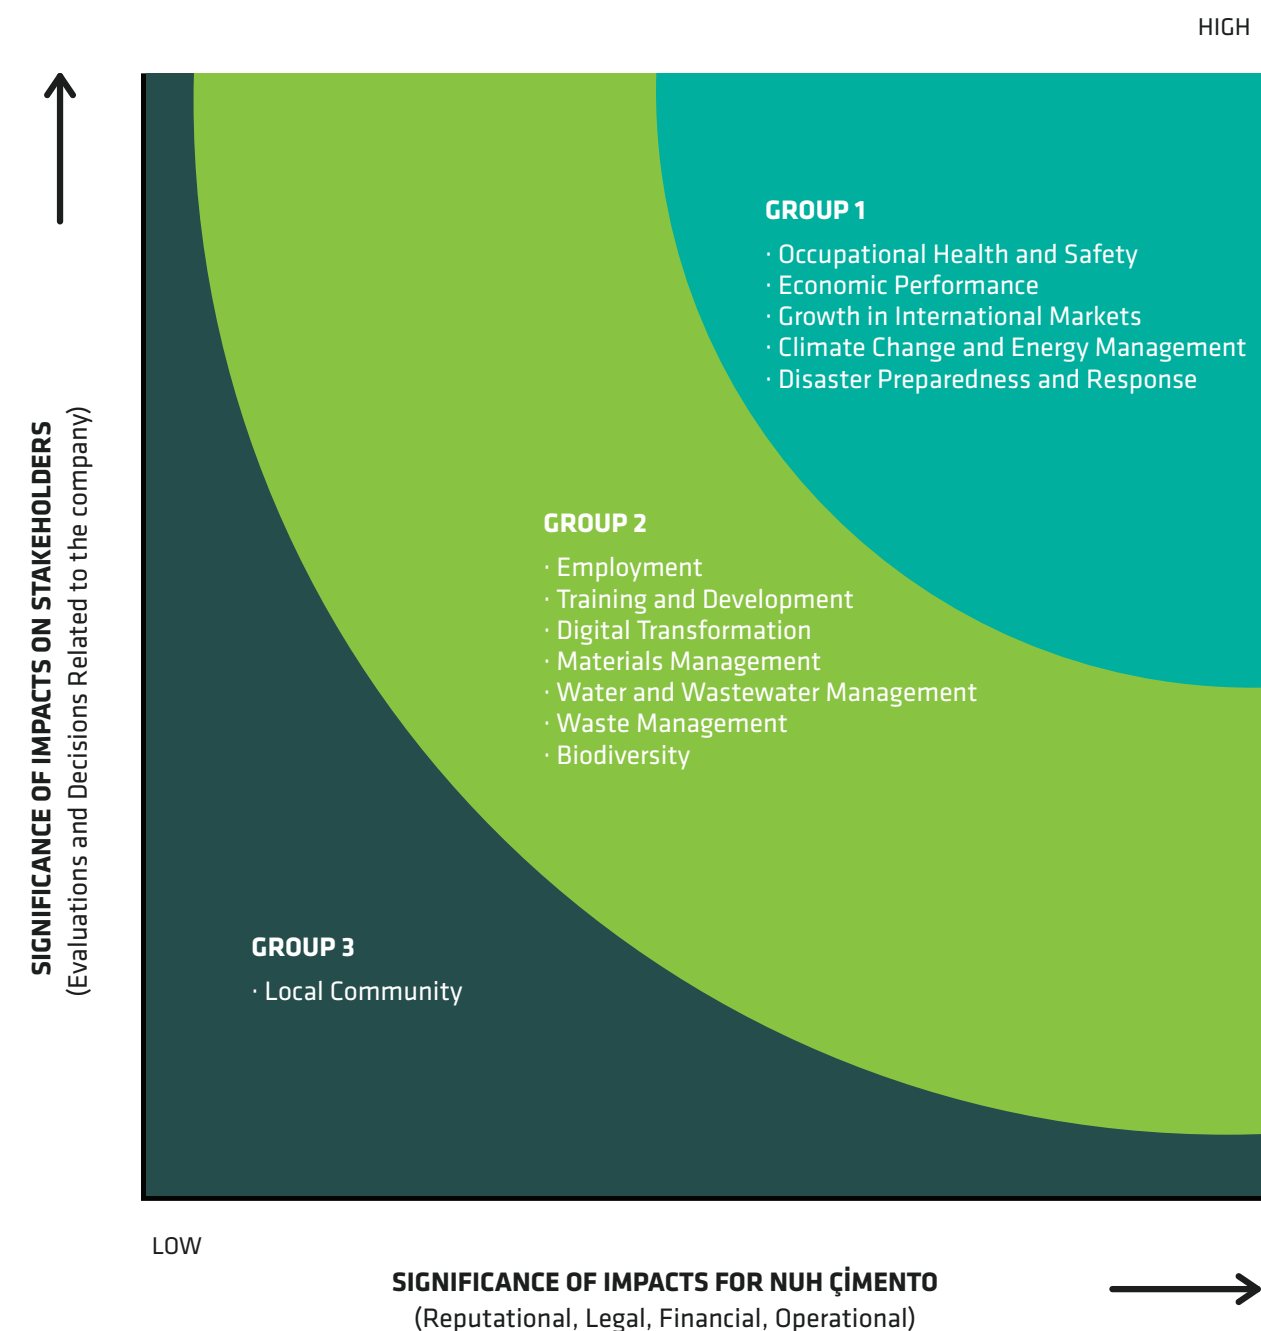 HIGH
SIGNIFICANCE OF IMPACTS ON STAKEHOLDERS
(Evaluations and Decisions Related to the company)
GROUP 1
· Occupational Health and Safety
· Economic Performance
· Growth in International Markets
· Climate Change and Energy Management
· Disaster Preparedness and Response
GROUP 2
· Employment
· Training and Development
· Digital Transformation
· Materials Management
· Water and Wastewater Management
· Waste Management
· Biodiversity
GROUP 3
· Local Community
LOW
SIGNIFICANCE OF IMPACTS FOR NUH ÇİMENTO
(Reputational, Legal, Financial, Operational)